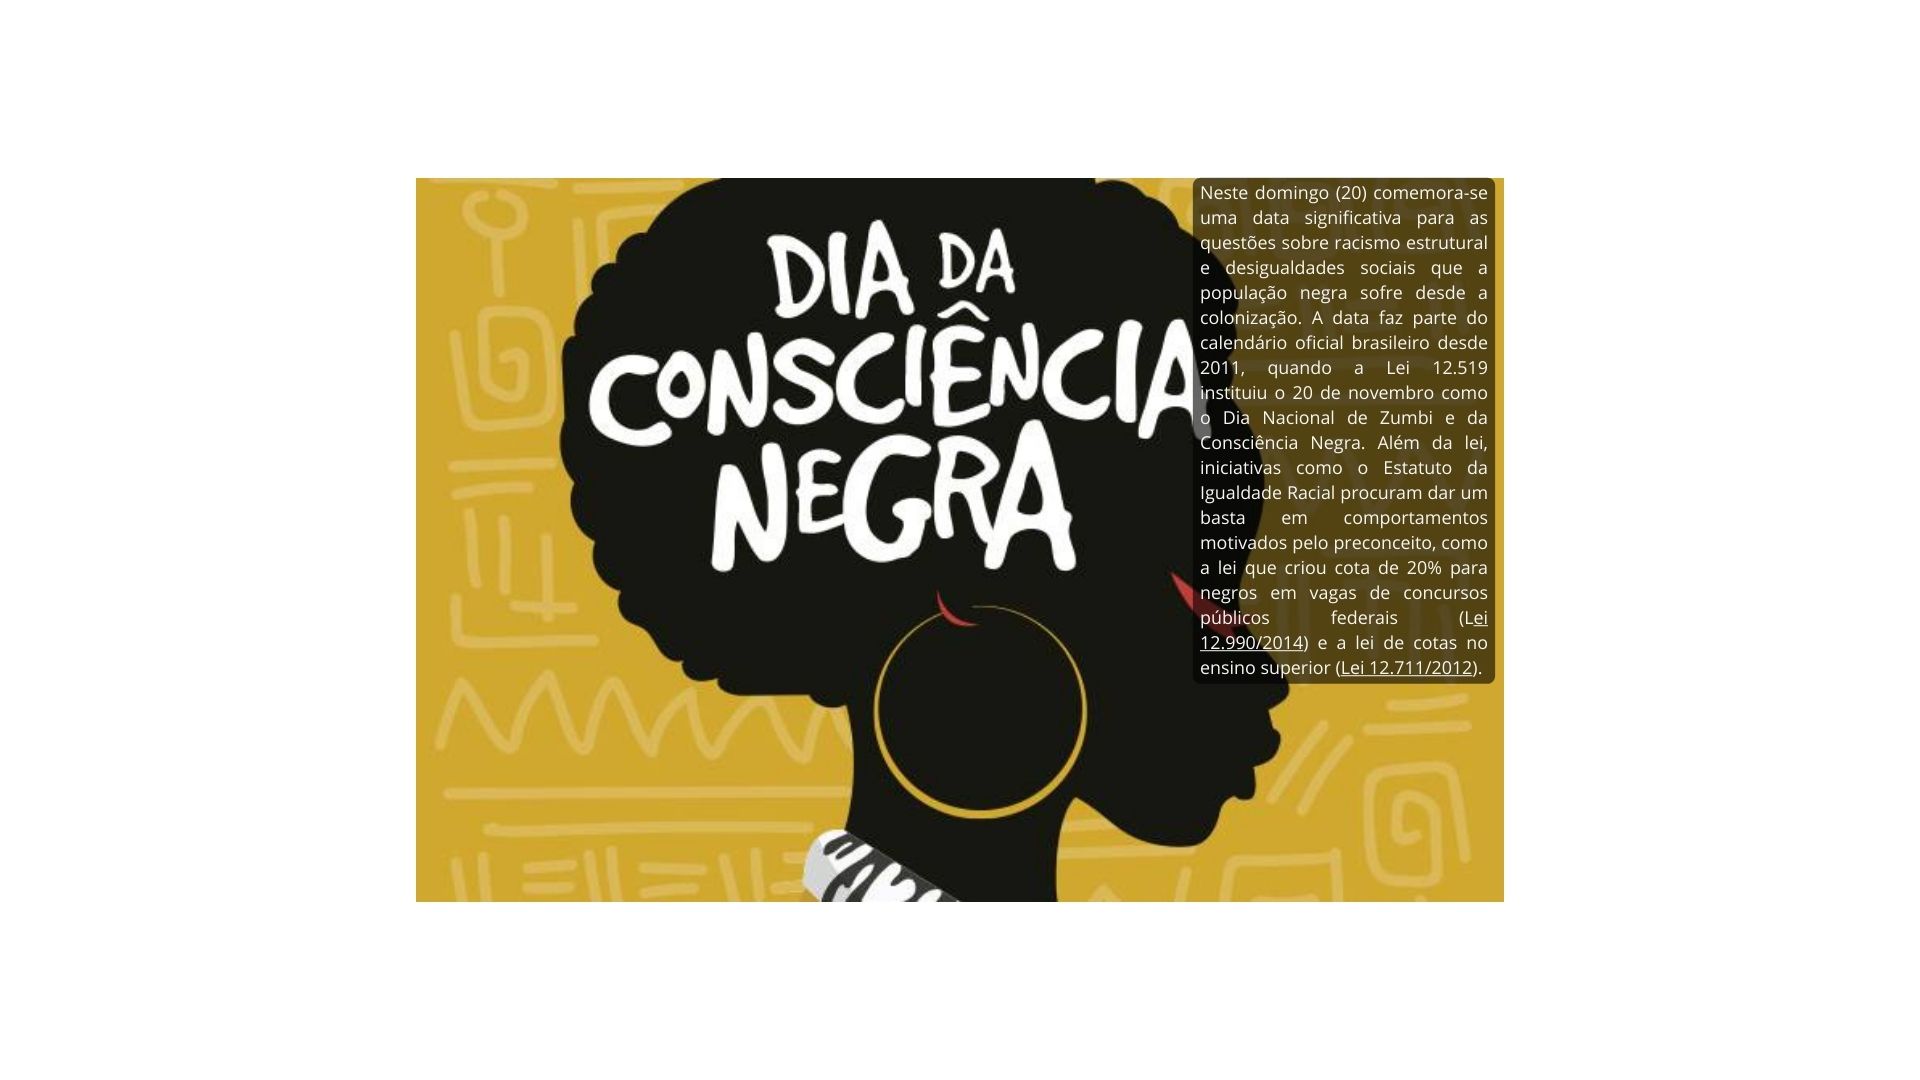 DIA DA
CONSCIÊNCIA
NEGRA
Neste domingo (20) comemora-se
uma data significativa para as
questões sobre racismo estrutural
e desigualdades sociais que a
população negra sofre desde a
colonização. A data faz parte do
calendário oficial brasileiro desde
2011, quando a Lei 12.519
instituiu o 20 de novembro como
o Dia Nacional de Zumbi e da
Consciência Negra. Além da lei,
iniciativas como o Estatuto da
Igualdade Racial procuram dar um
basta em comportamentos
motivados pelo preconceito, como
a lei que criou cota de 20% para
negros em vagas de concursos
públicos federais (Lei
12.990/2014) e a lei de cotas no
ensino superior (Lei 12.711/2012).